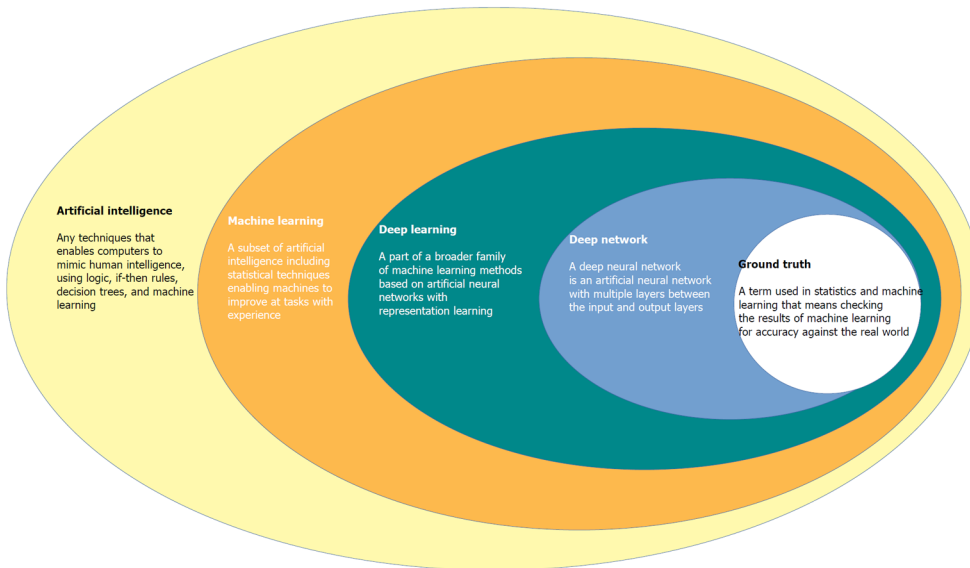 Artificial intelligence
Any techniques that
enables computers to
mimic human intelligence,
using logic, if-then rules,
decision trees, and machine
learning
Machine learning
A subset of artificial
intelligence including
statistical techniques
enabling machines to
improve at tasks with
experience
Deep learning
A part of a broader family
of machine learning methods
based on artificial neural
networks with
representation learning
Deep network
A deep neural network
is an artificial neural network
with multiple layers between
the input and output layers
Ground truth
A term used in statistics and machine
learning that means checking
the results of machine learning
for accuracy against the real world